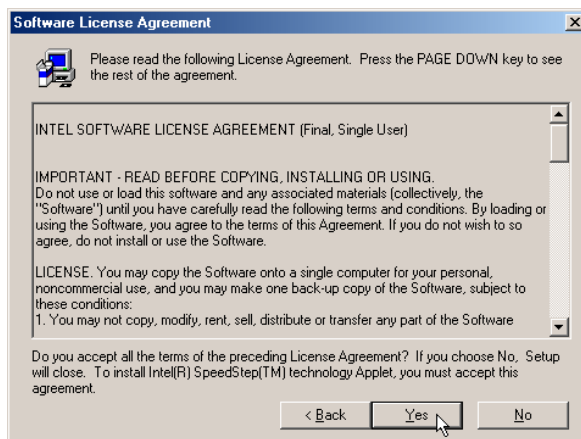 Software License Agreement
Please read the following License Agreement. Press the PAGE DOWN key to see
the rest of the agreement.
INTEL SOFTWARE LICENSE AGREEMENT (Final, Single User)
IMPORTANT - READ BEFORE COPYING, INSTALLING OR USING.
Do not use or load this software and any associated materials (collectively, the
"Software") until you have carefully read the following terms and conditions. By loading or
using the Software, you agree to the terms of this Agreement. If you do not wish to so
agree, do not install or use the Software.
LICENSE. You may copy the Software onto a single computer for your personal,
noncommercial use, and you may make one back-up copy of the Software, subject to
these conditions:
1. You may not copy, modify, rent, sell, distribute or transfer any part of the Software
Do you accept all the terms of the preceding License Agreement? If you choose No, Setup
will close. To install Intel(R) SpeedStep(TM) technology Applet, you must accept this
agreement.
< Back Yes No